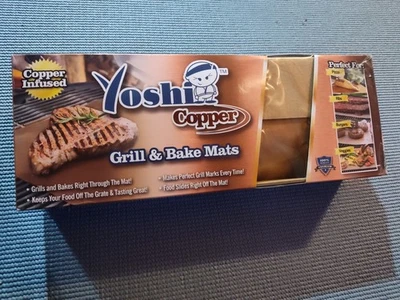 Copper
Infused
Yoshi TM
Copper
Grill & Bake Mats
• Grills and Bakes Right Through The Mat!
• Keeps Your Food Off The Grate & Tasting Great!
• Makes Perfect Grill Marks Every Time!
• Food Slides Right Off The Mat!
Perfect For: